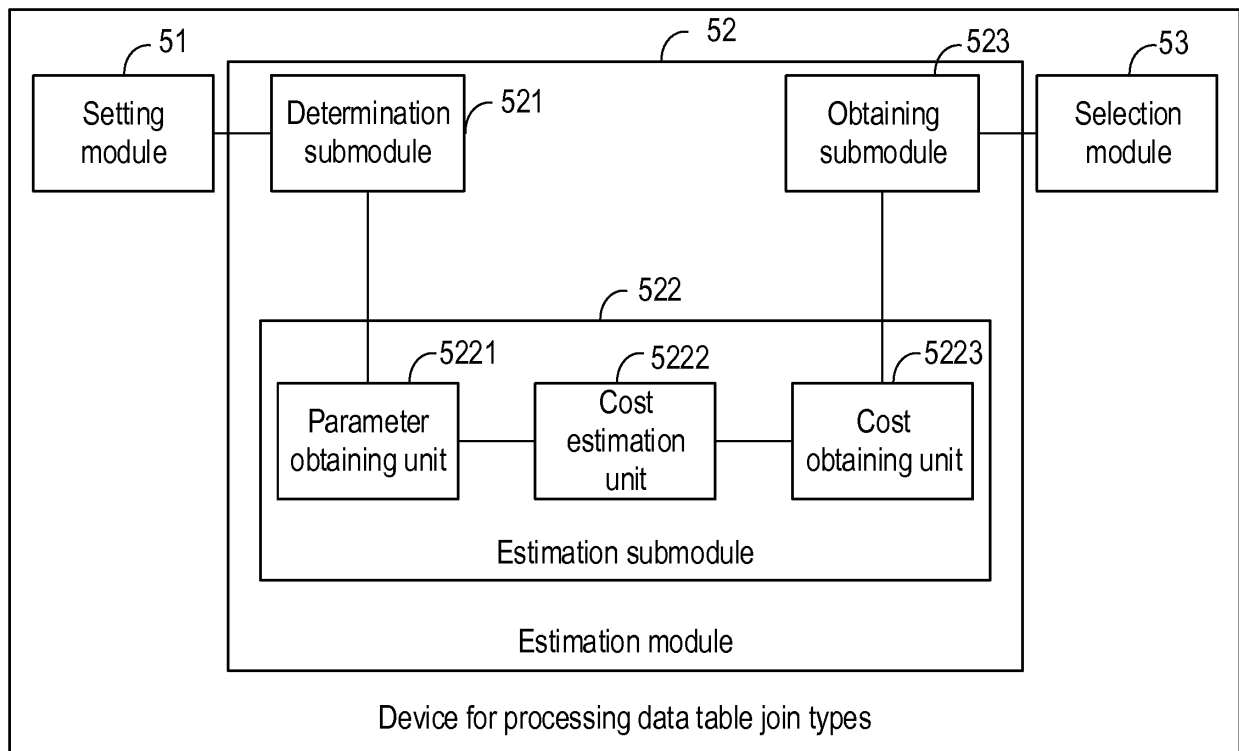 51
52
523
53
Setting
module
Determination
submodule
521
Obtaining
submodule
Selection
module
522
5221
5222
5223
Parameter
obtaining unit
Cost
estimation
unit
Cost
obtaining unit
Estimation submodule
Estimation module
Device for processing data table join types